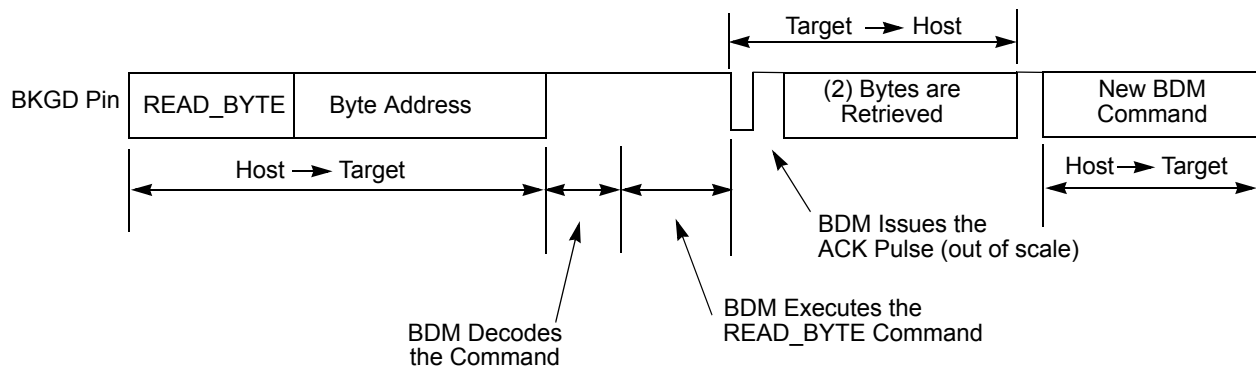 Target → Host
BKGD Pin
READ_BYTE
Byte Address
(2) Bytes are
Retrieved
New BDM
Command
Host → Target
Host → Target
BDM Issues the
ACK Pulse (out of scale)
BDM Executes the
READ_BYTE Command
BDM Decodes
the Command